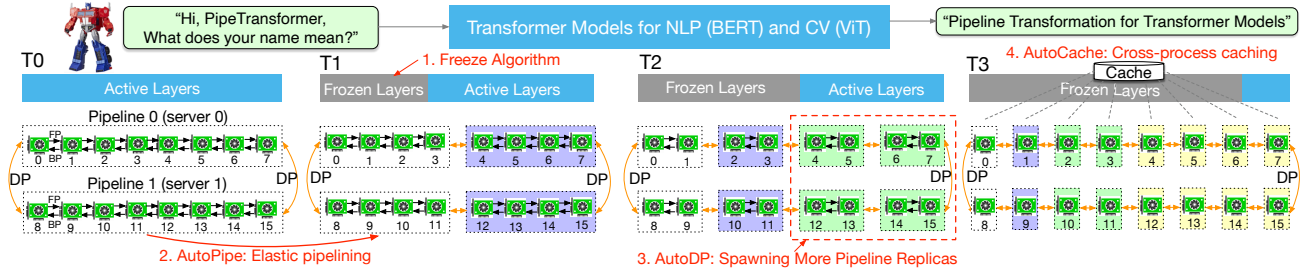 "Hi, PipeTransformer,
What does your name mean?"
Transformer Models for NLP (BERT) and CV (ViT)
"Pipeline Transformation for Transformer Models"
T0
T1
1. Freeze Algorithm
T2
T3
4. AutoCache: Cross-process caching
Cache
Active Layers
Frozen Layers
Active Layers
Frozen Layers
Active Layers
Frozen Layers
Pipeline 0 (server 0)
FP
BP
0 1 2 3 4 5 6 7
0 1 2 3 4 5 6 7
0 1 2 3 4 5 6 7
0 1 2 3 4 5 6 7
DP DP DP DP DP DP DP
Pipeline 1 (server 1)
FP
BP
8 9 10 11 12 13 14 15
8 9 10 11 12 13 14 15
8 9 10 11 12 13 14 15
8 9 10 11 12 13 14 15
2. AutoPipe: Elastic pipelining
3. AutoDP: Spawning More Pipeline Replicas